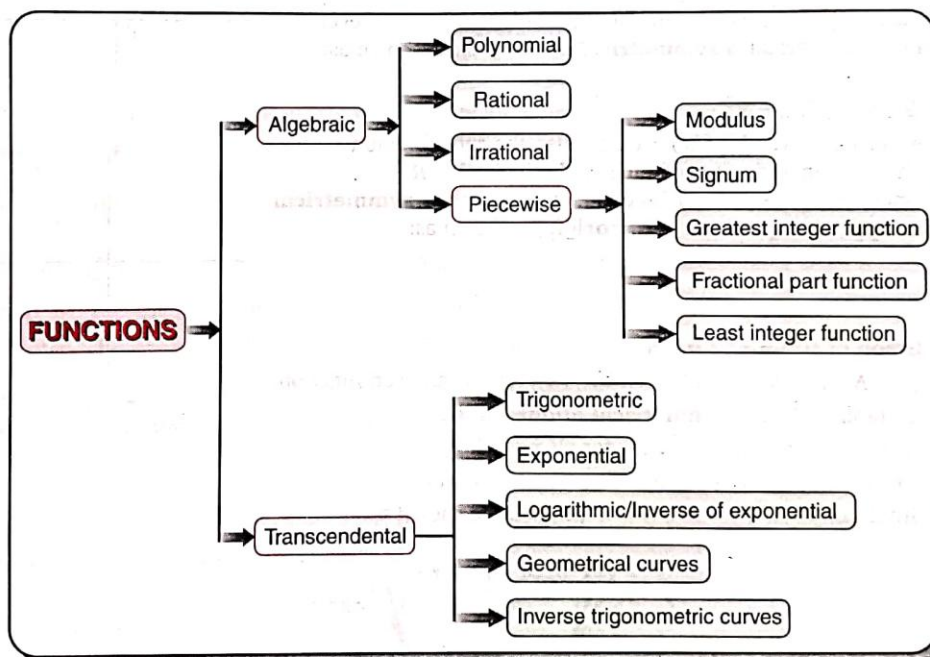 Polynomial
Algebraic
Rational
Modulus
Irrational
Signum
Piecewise
Greatest integer function
Fractional part function
FUNCTIONS
Least integer function
Trigonometric
Exponential
Logarithmic/Inverse of exponential
Transcendental
Geometrical curves
Inverse trigonometric curves